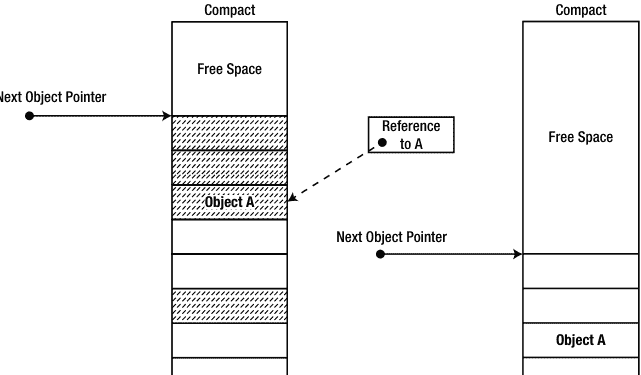 Compact
Free Space
Next Object Pointer
Object A
Reference
to A
Compact
Free Space
Next Object Pointer
Object A